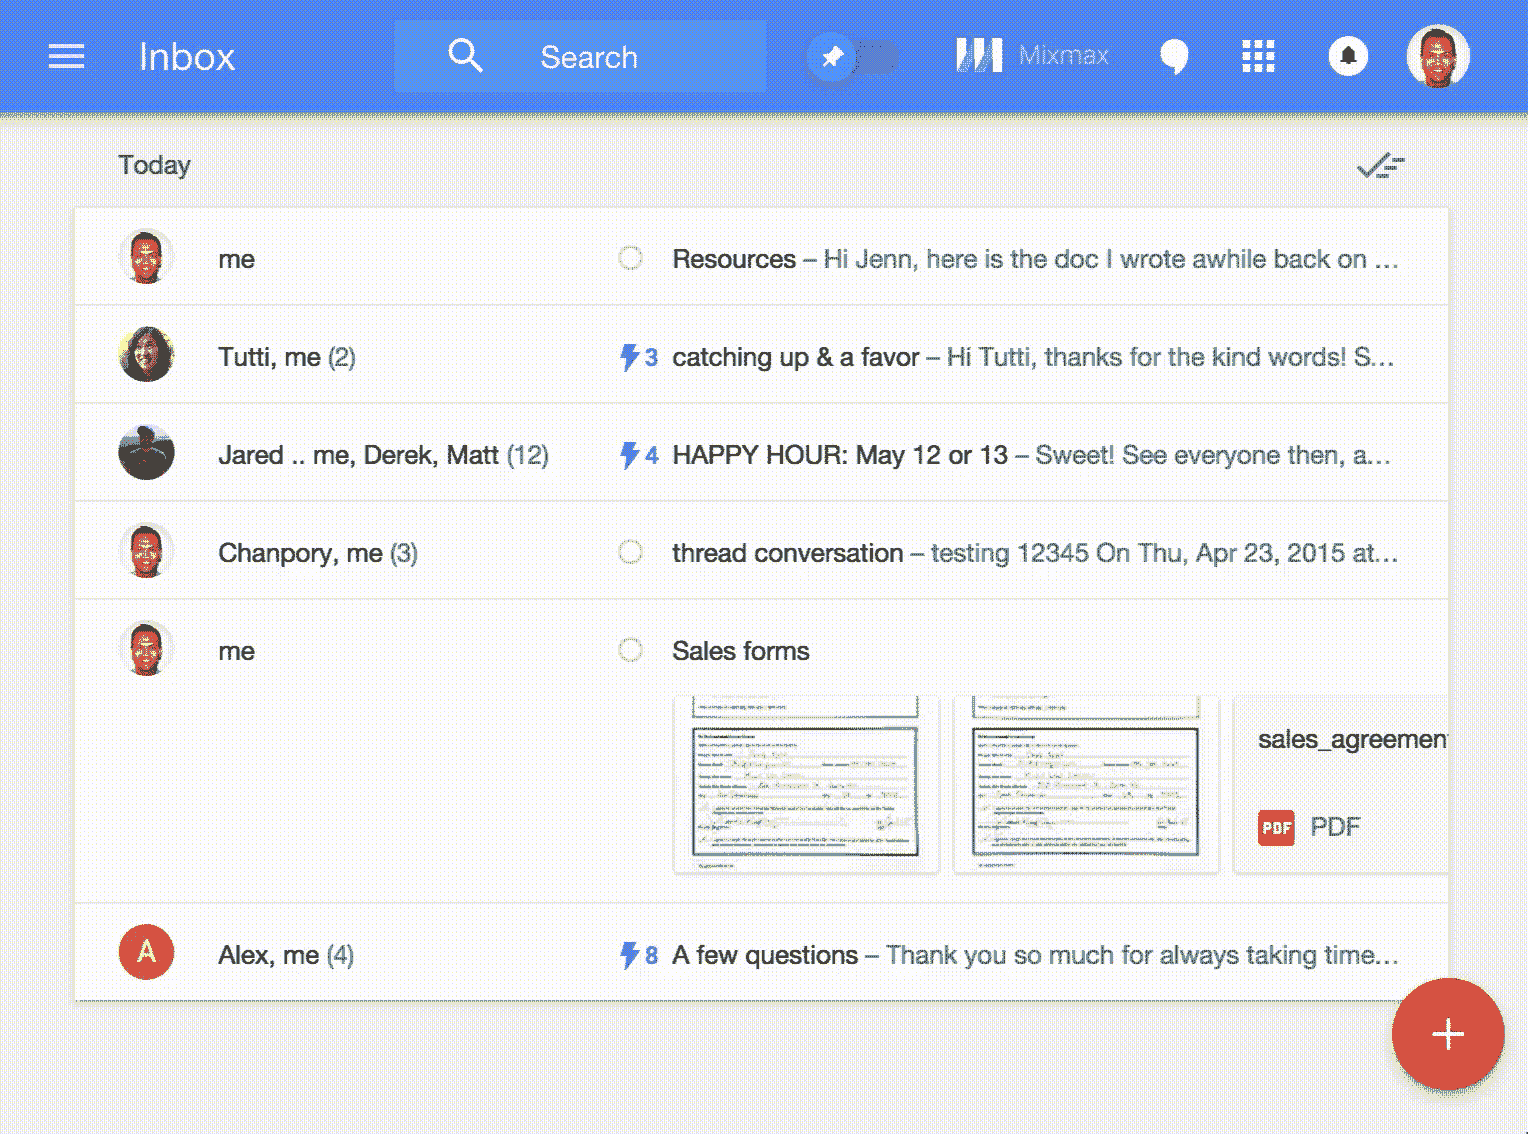 Inbox
Search
Mixmax
Today
me
Resources – Hi Jenn, here is the doc I wrote awhile back on …
Tutti, me (2)
3 catching up & a favor – Hi Tutti, thanks for the kind words! S…
Jared .. me, Derek, Matt (12)
4 HAPPY HOUR: May 12 or 13 – Sweet! See everyone then, a…
Chanpory, me (3)
thread conversation – testing 12345 On Thu, Apr 23, 2015 at…
me
Sales forms
sales_agreement
PDF PDF
A Alex, me (4)
8 A few questions – Thank you so much for always taking time…